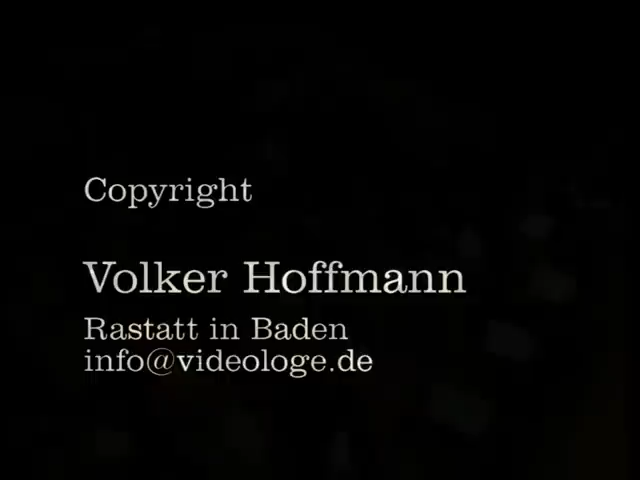 Copyright
Volker Hoffmann
Rastatt in Baden
info@videologe.de